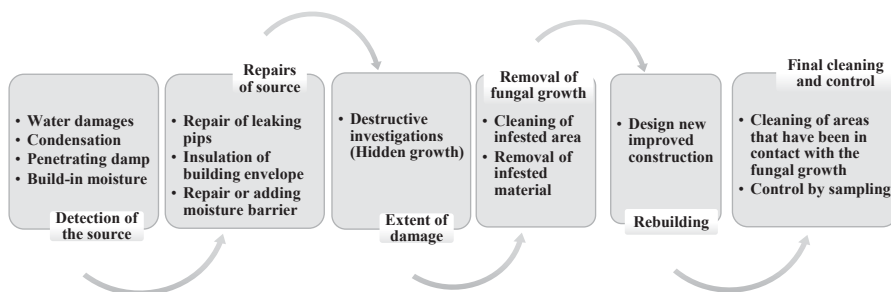 • Water damages
• Condensation
• Penetrating damp
• Build-in moisture
Detection of
the source
Repairs
of source
• Repair of leaking
pips
• Insulation of
building envelope
• Repair or adding
moisture barrier
• Destructive
investigations
(Hidden growth)
Extent of
damage
Removal of
fungal growth
• Cleaning of
infested area
• Removal of
infested
material
• Design new
improved
construction
Rebuilding
Final cleaning
and control
• Cleaning of areas
that have been in
contact with the
fungal growth
• Control by sampling